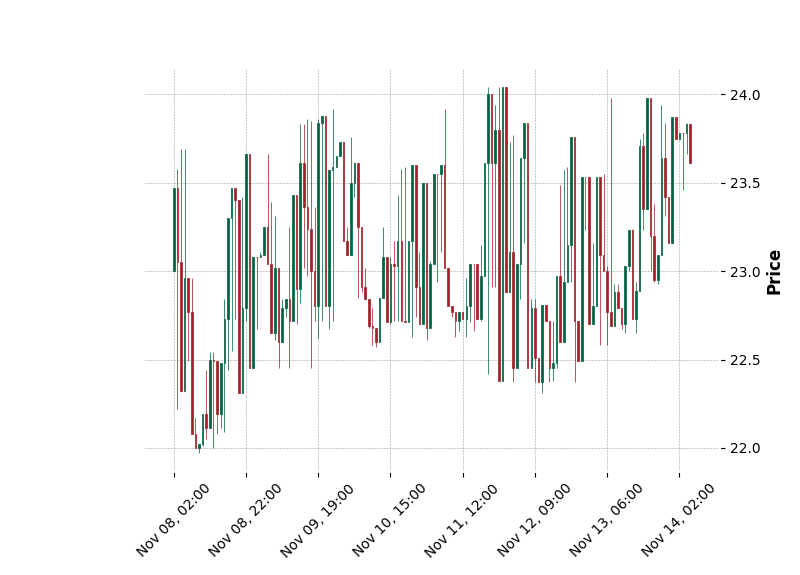 24.0
23.5
23.0
22.5
22.0
Price
Nov 08, 02:00
Nov 08, 22:00
Nov 09, 19:00
Nov 10, 15:00
Nov 11, 12:00
Nov 12, 09:00
Nov 13, 06:00
Nov 14, 02:00